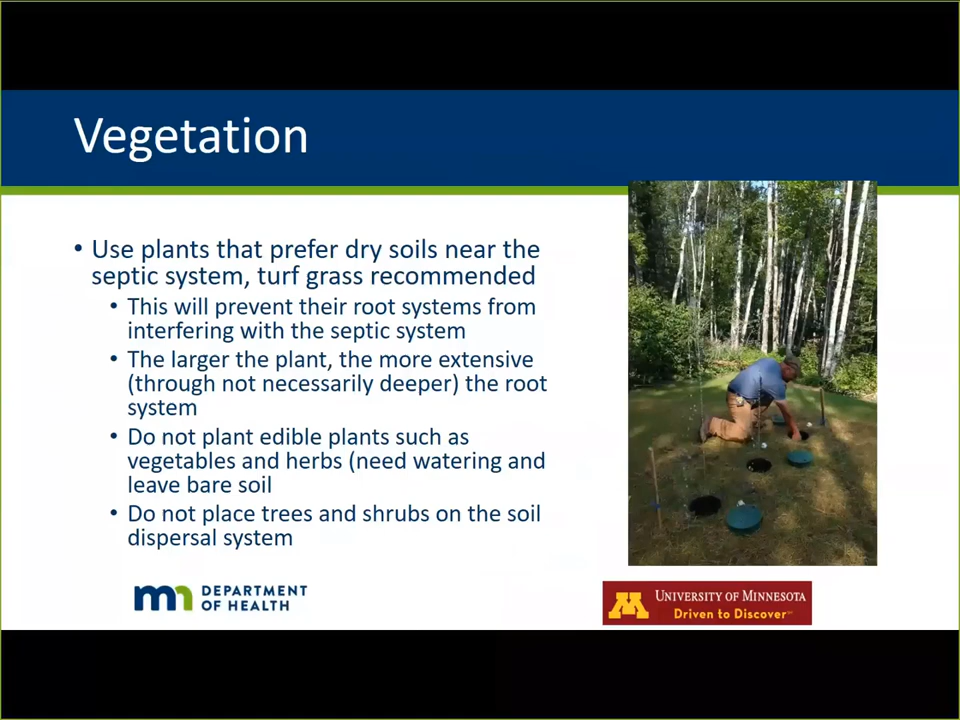 Vegetation
• Use plants that prefer dry soils near the
septic system, turf grass recommended
• This will prevent their root systems from
interfering with the septic system
• The larger the plant, the more extensive
(through not necessarily deeper) the root
system
• Do not plant edible plants such as
vegetables and herbs (need watering and
leave bare soil
• Do not place trees and shrubs on the soil
dispersal system
mn DEPARTMENT
OF HEALTH
M UNIVERSITY OF MINNESOTA
Driven to Discover℠